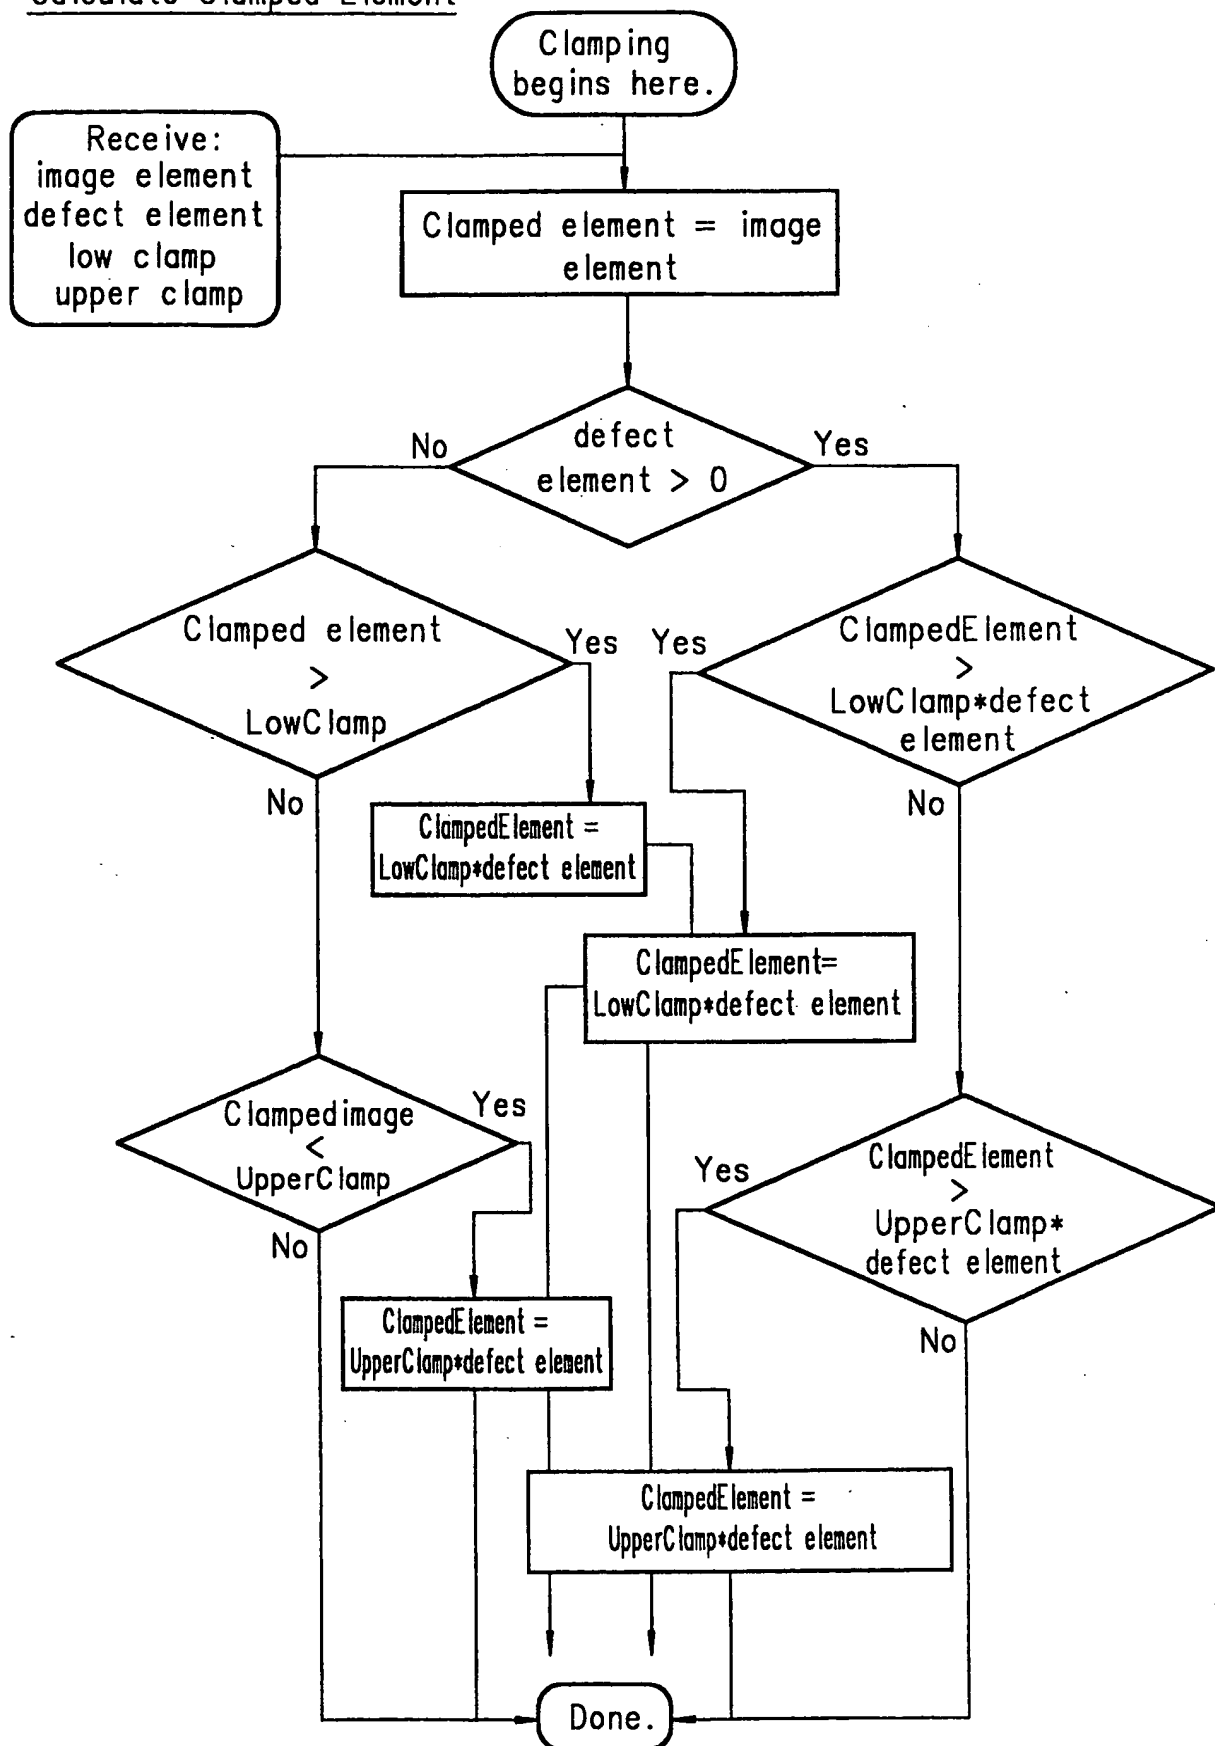 Calculate Clamped Element
Clamping
begins here.
Receive:
image element
defect element
low clamp
upper clamp
Clamped element = image
element
defect
element > 0
No
Yes
Clamped element
>
LowClamp
Yes
No
ClampedElement
>
LowClamp*defect
element
Yes
No
ClampedElement =
LowClamp*defect element
ClampedElement=
LowClamp*defect element
Clampedimage
<
UpperClamp
Yes
No
ClampedElement
>
UpperClamp*
defect element
Yes
No
ClampedElement =
UpperClamp*defect element
ClampedElement =
UpperClamp*defect element
Done.